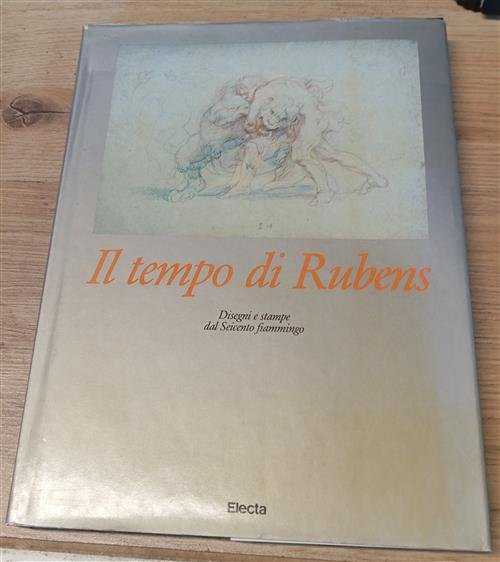 Il tempo di Rubens
Disegni e stampe
dal Seicento fiammingo
Electa